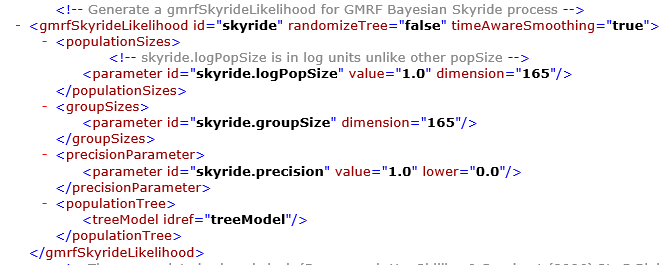 <!-- Generate a gmrfSkyrideLikelihood for GMRF Bayesian Skyride process -->
- <gmrfSkyrideLikelihood id="skyride" randomizeTree="false" timeAwareSmoothing="true">
- <populationSizes>
<!-- skyride.logPopSize is in log units unlike other popSize -->
<parameter id="skyride.logPopSize" value="1.0" dimension="165"/>
</populationSizes>
- <groupSizes>
<parameter id="skyride.groupSize" dimension="165"/>
</groupSizes>
- <precisionParameter>
<parameter id="skyride.precision" value="1.0" lower="0.0"/>
</precisionParameter>
- <populationTree>
<treeModel idref="treeModel"/>
</populationTree>
</gmrfSkyrideLikelihood>